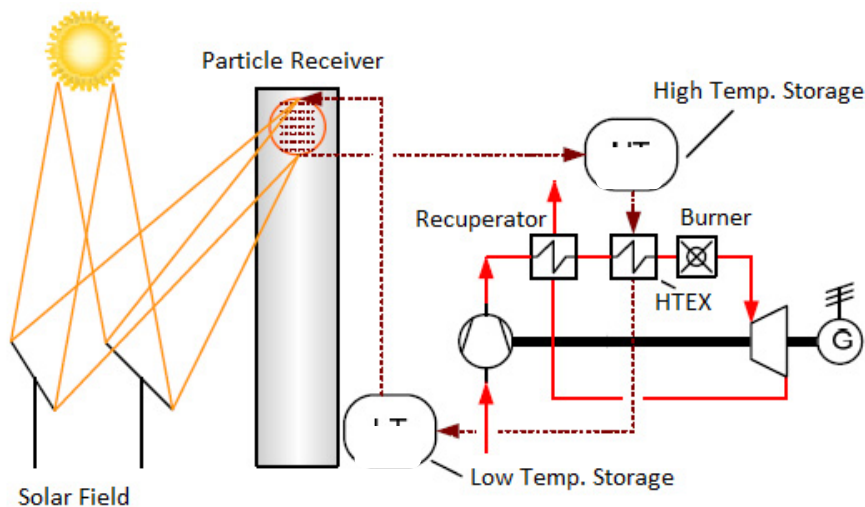 Particle Receiver
High Temp. Storage
Recuperator
Burner
HTEX
G
Low Temp. Storage
Solar Field